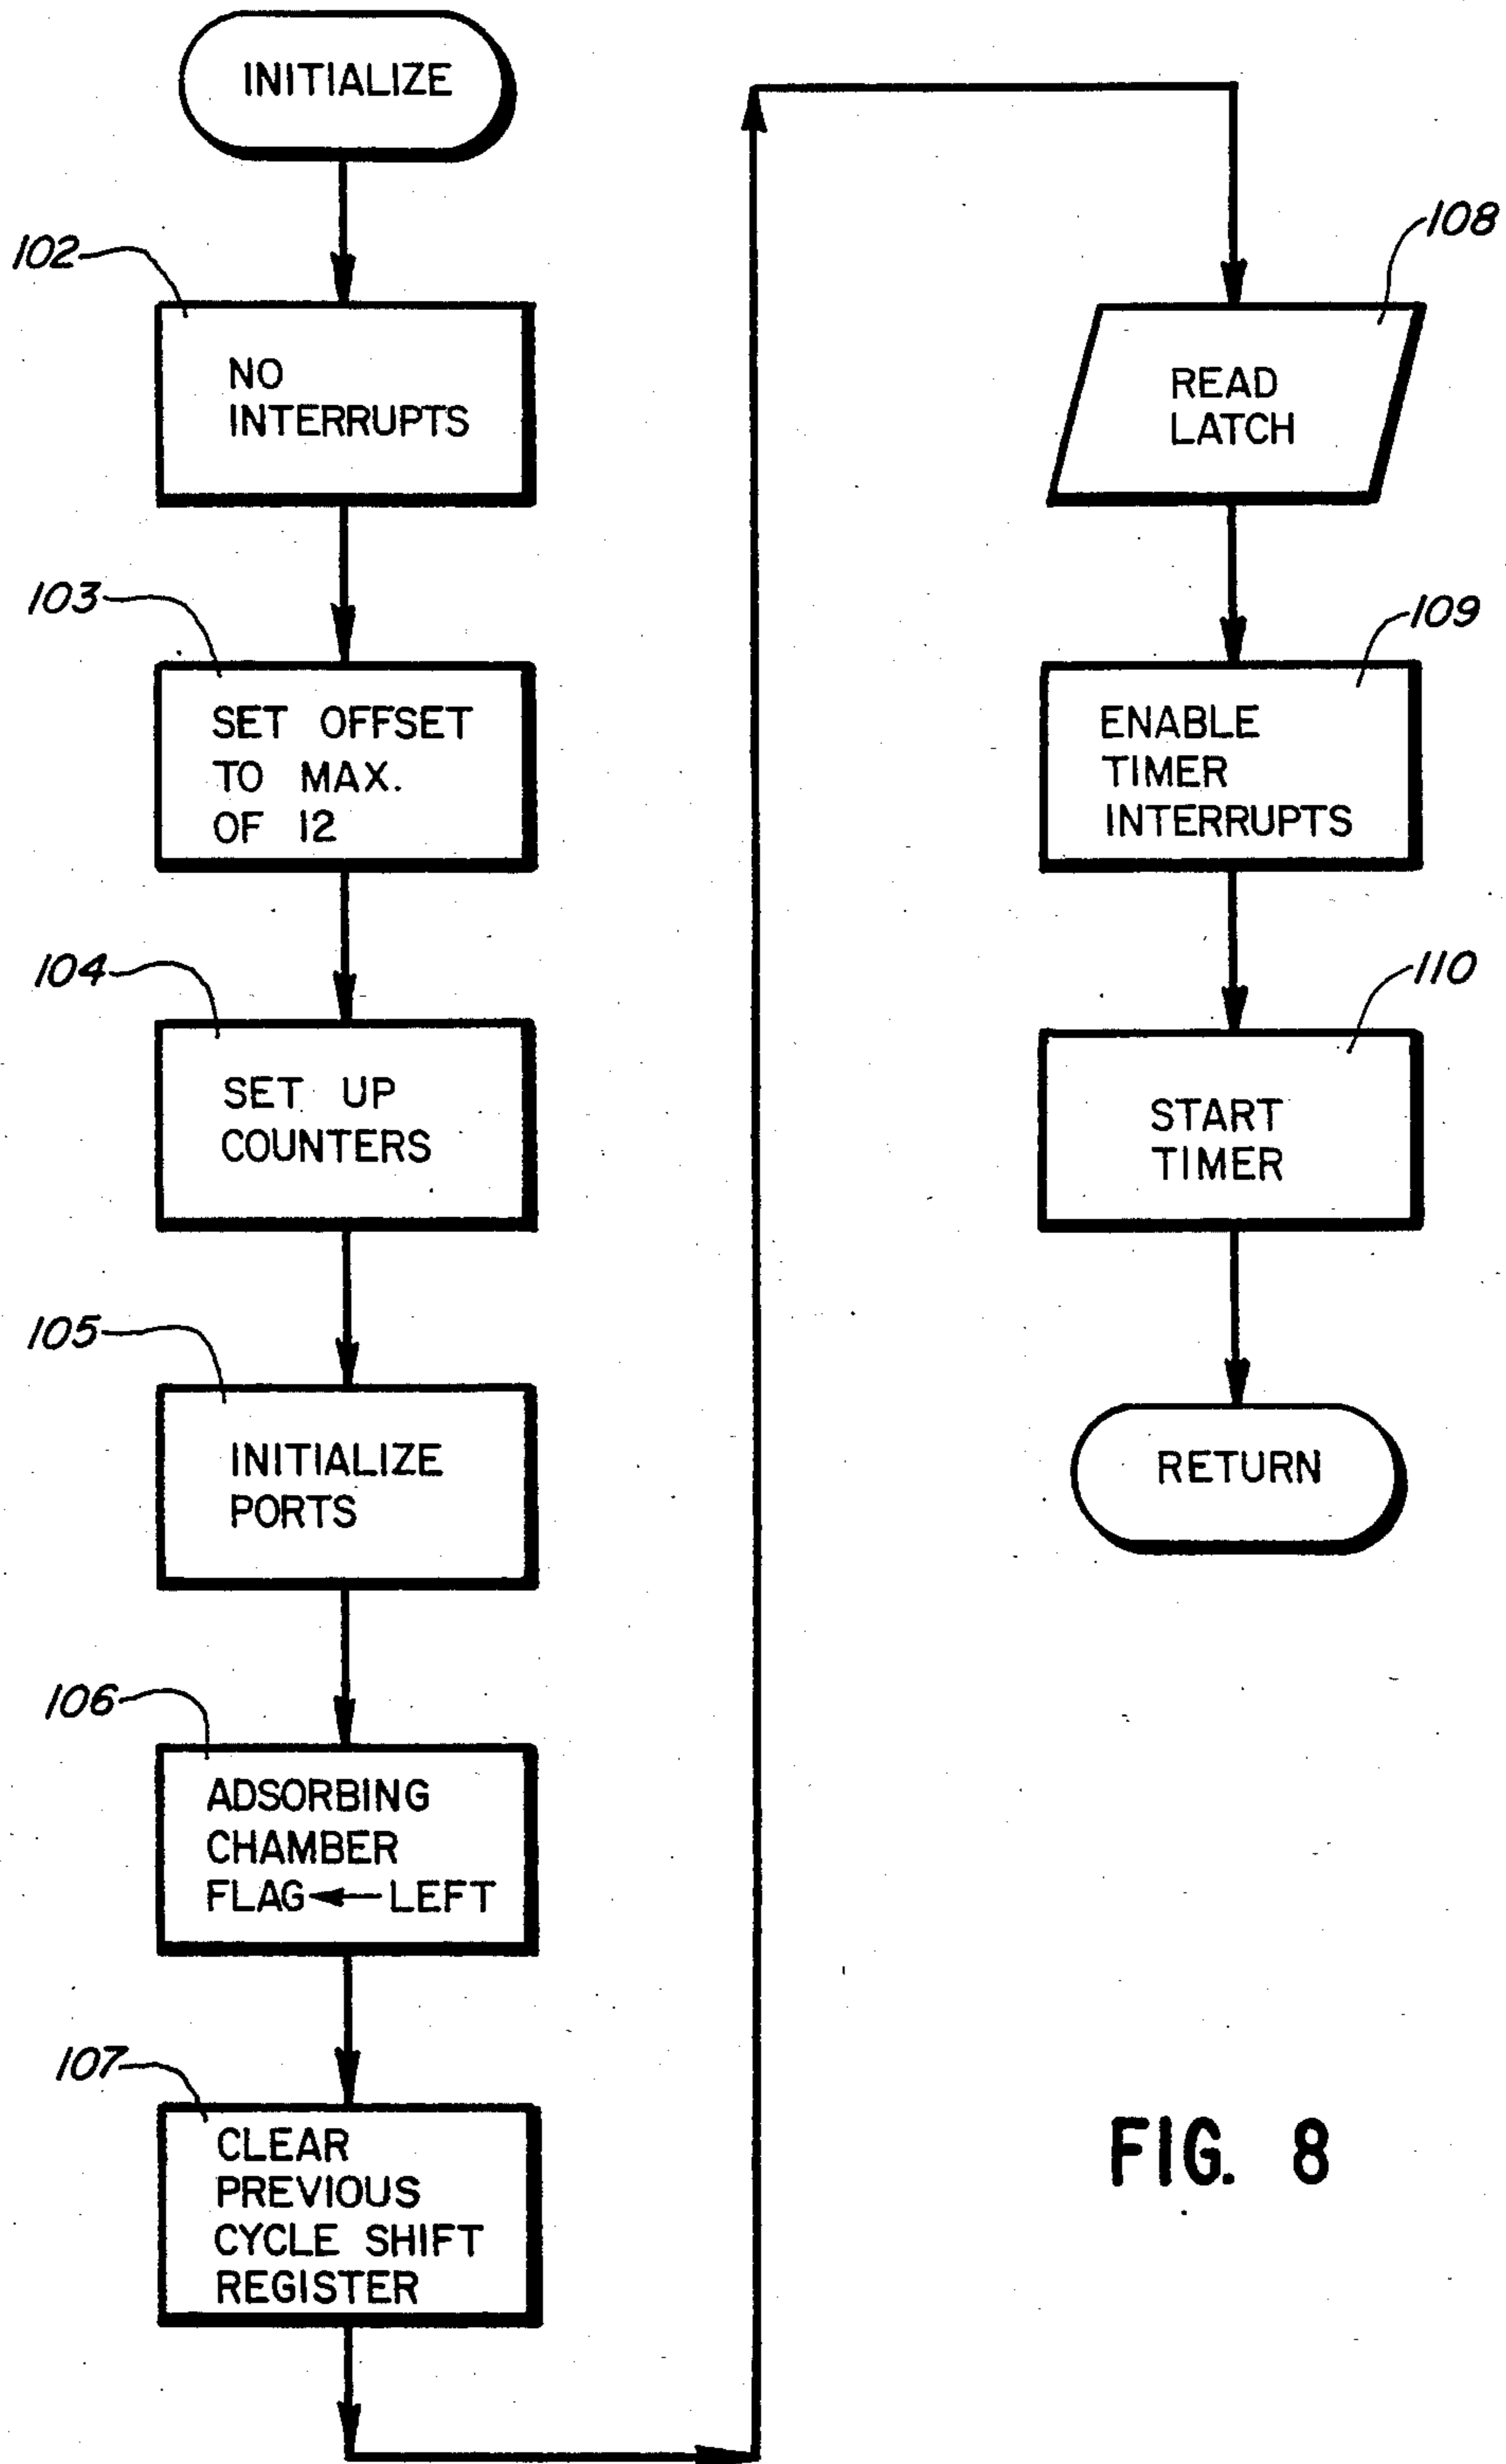 INITIALIZE
102
NO
INTERRUPTS
103
SET OFFSET
TO MAX.
OF 12
104
SET UP
COUNTERS
105
INITIALIZE
PORTS
106
ADSORBING
CHAMBER
FLAG ← LEFT
107
CLEAR
PREVIOUS
CYCLE SHIFT
REGISTER
108
READ
LATCH
109
ENABLE
TIMER
INTERRUPTS
110
START
TIMER
RETURN
FIG. 8